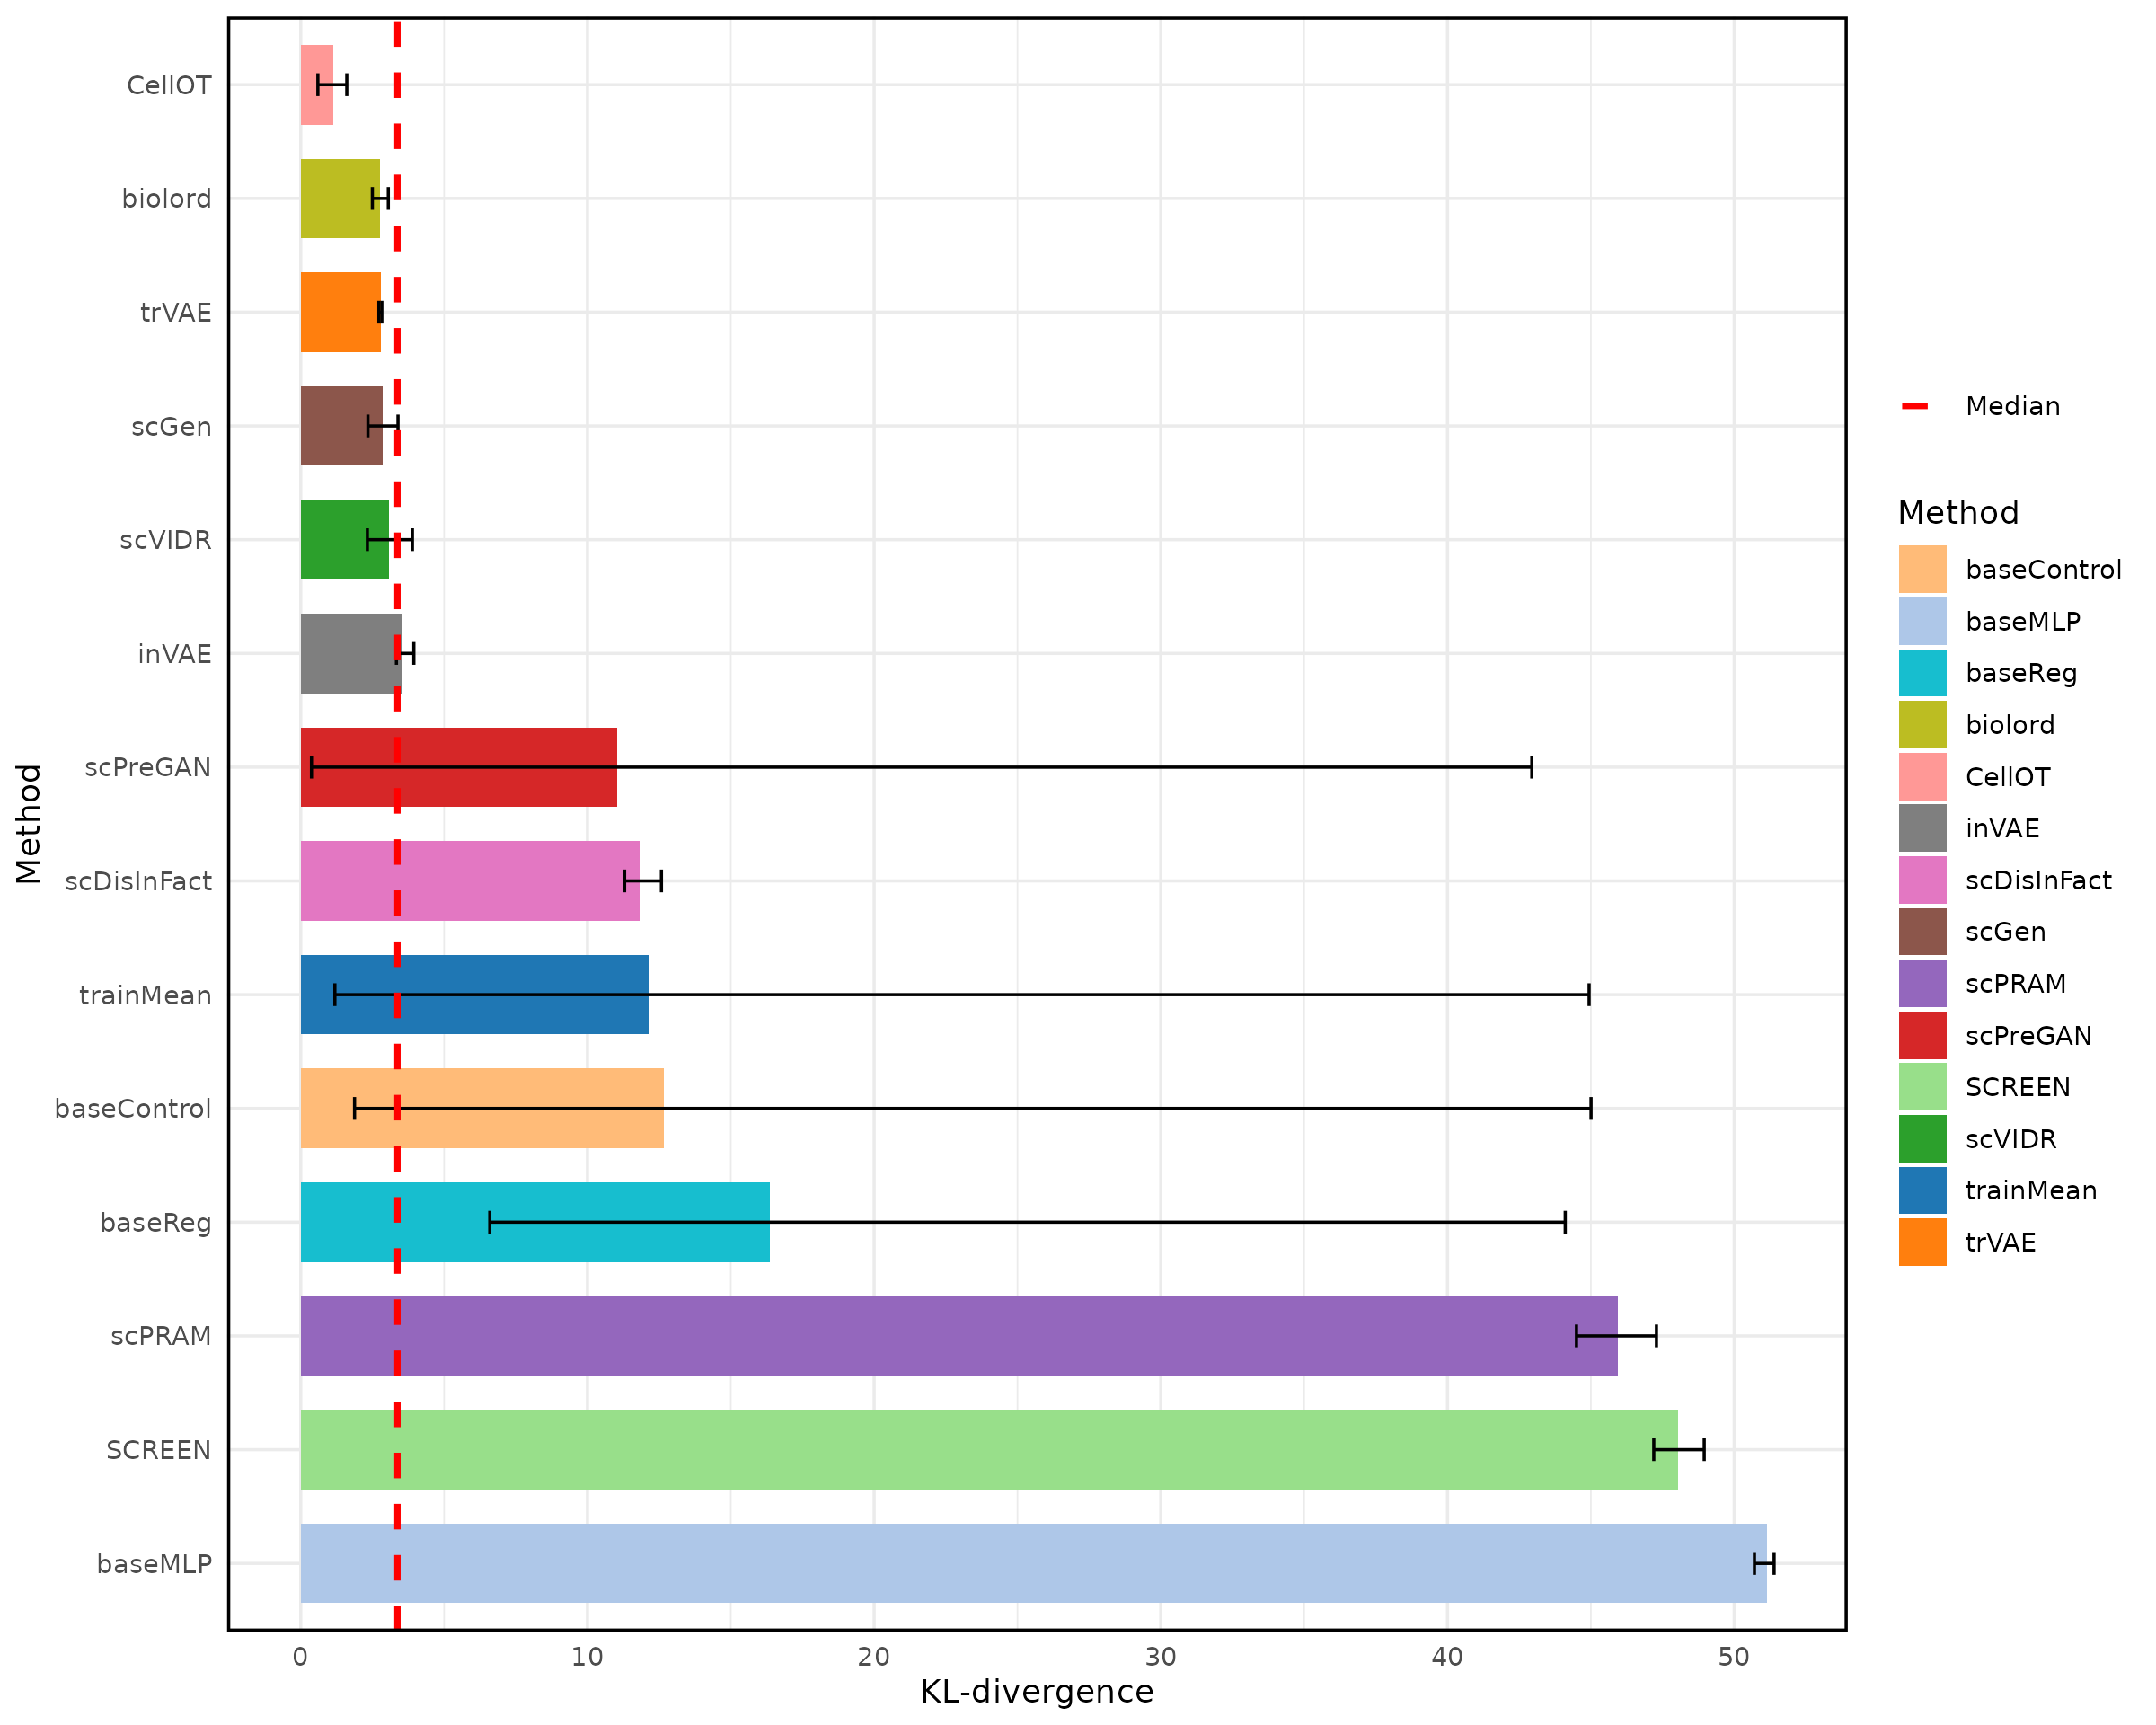 CellOT
biolord
trVAE
scGen
scVIDR
inVAE
scPreGAN
scDisInFact
trainMean
baseControl
baseReg
scPRAM
SCREEN
baseMLP
Method
0 10 20 30 40 50
KL-divergence
Median
Method
baseControl
baseMLP
baseReg
biolord
CellOT
inVAE
scDisInFact
scGen
scPRAM
scPreGAN
SCREEN
scVIDR
trainMean
trVAE